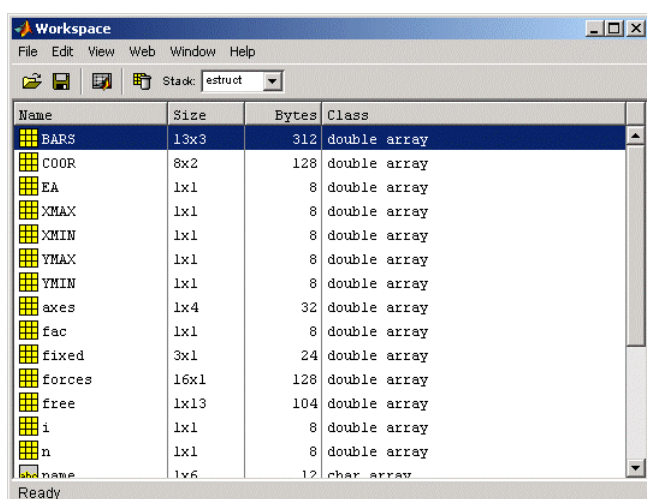 Workspace
File Edit View Web Window Help
Stack: estruct
Name Size Bytes Class
BARS 13x3 312 double array
COOR 8x2 128 double array
EA 1x1 8 double array
XMAX 1x1 8 double array
XMIN 1x1 8 double array
YMAX 1x1 8 double array
YMIN 1x1 8 double array
axes 1x4 32 double array
fac 1x1 8 double array
fixed 3x1 24 double array
forces 16x1 128 double array
free 1x13 104 double array
i 1x1 8 double array
n 1x1 8 double array
abc name 1x6 12 char array
Ready